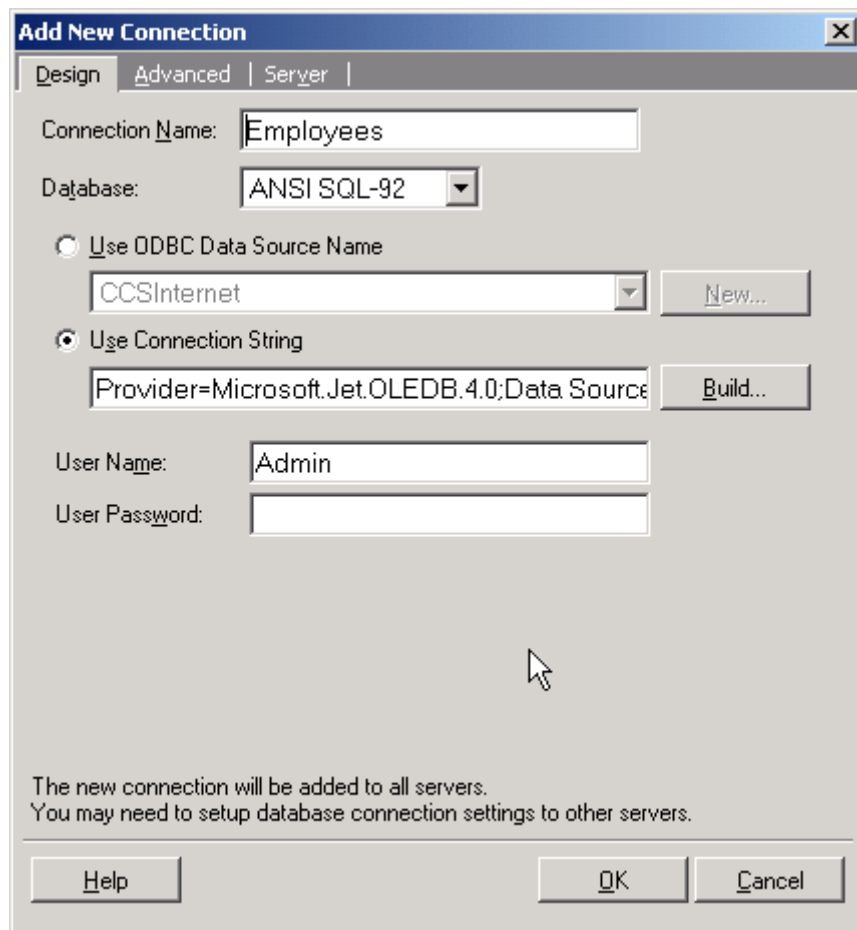 Add New Connection
Design Advanced | Server |
Connection Name: Employees
Database: ANSI SQL-92
Use ODBC Data Source Name
CCSInternet New...
Use Connection String
Provider=Microsoft.Jet.OLEDB.4.0;Data Source Build...
User Name: Admin
User Password:
The new connection will be added to all servers.
You may need to setup database connection settings to other servers.
Help OK Cancel